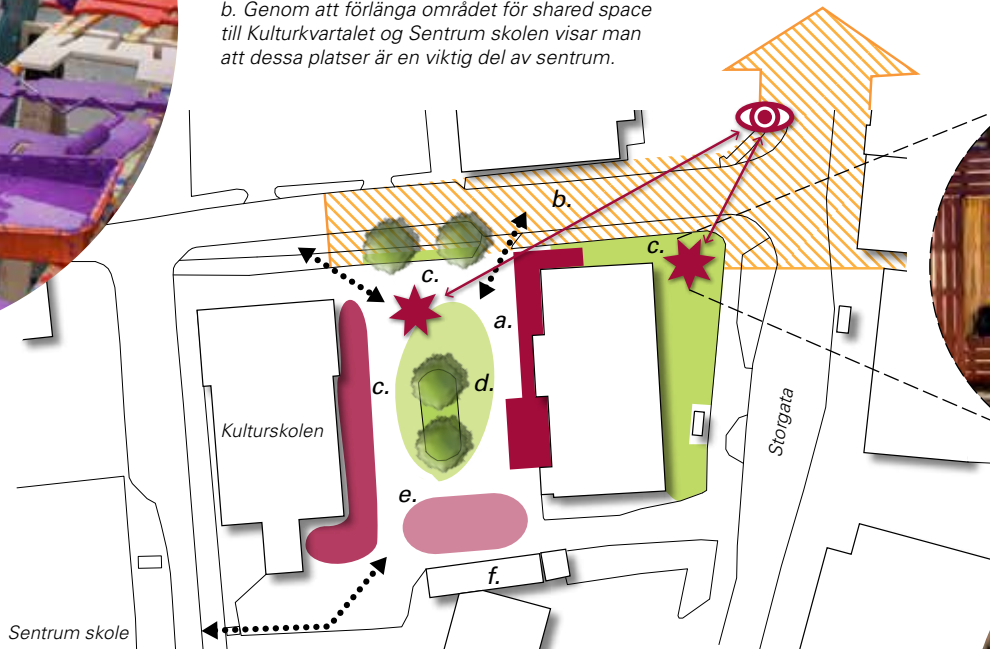 b. Genom att förlänga området för shared space
till Kulturkvartalet og Sentrum skolen visar man
att dessa platser är en viktig del av sentrum.
b.
c.
c.
a.
c.
d.
Kulturskolen
Storgata
e.
f.
Sentrum skole